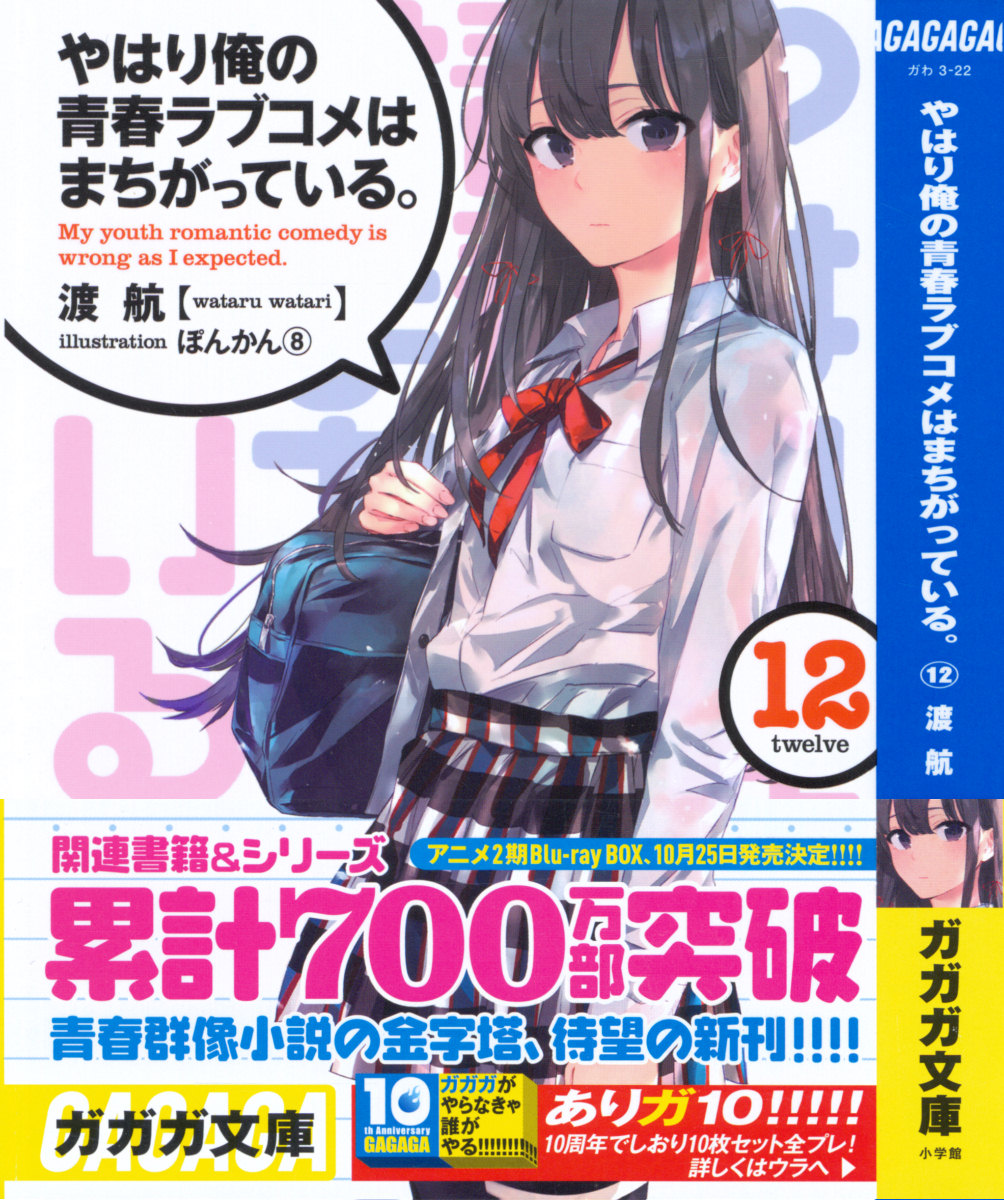 やはり俺の
青春ラブコメは
まちがっている。
My youth romantic comedy is
wrong as I expected.
渡 航【wataru watari】
illustration ぽんかん⑧
12
twelve
関連書籍&シリーズ
アニメ2期Blu-ray BOX、10月25日発売決定!!!!
累計700万部突破
青春群像小説の金字塔、待望の新刊!!!!
GAGAGA
ガガガ文庫
10
th Anniversary
GAGAGA
ガガガが
やらなきゃ
誰が
やる!!!!!!!!!!
ありガ10!!!!!
10周年でしおり10枚セット全プレ!
詳しくはウラへ▶
GAGAGA
ガわ 3-22
やはり俺の青春ラブコメはまちがっている。⑫ 渡 航
ガガガ文庫
小学館